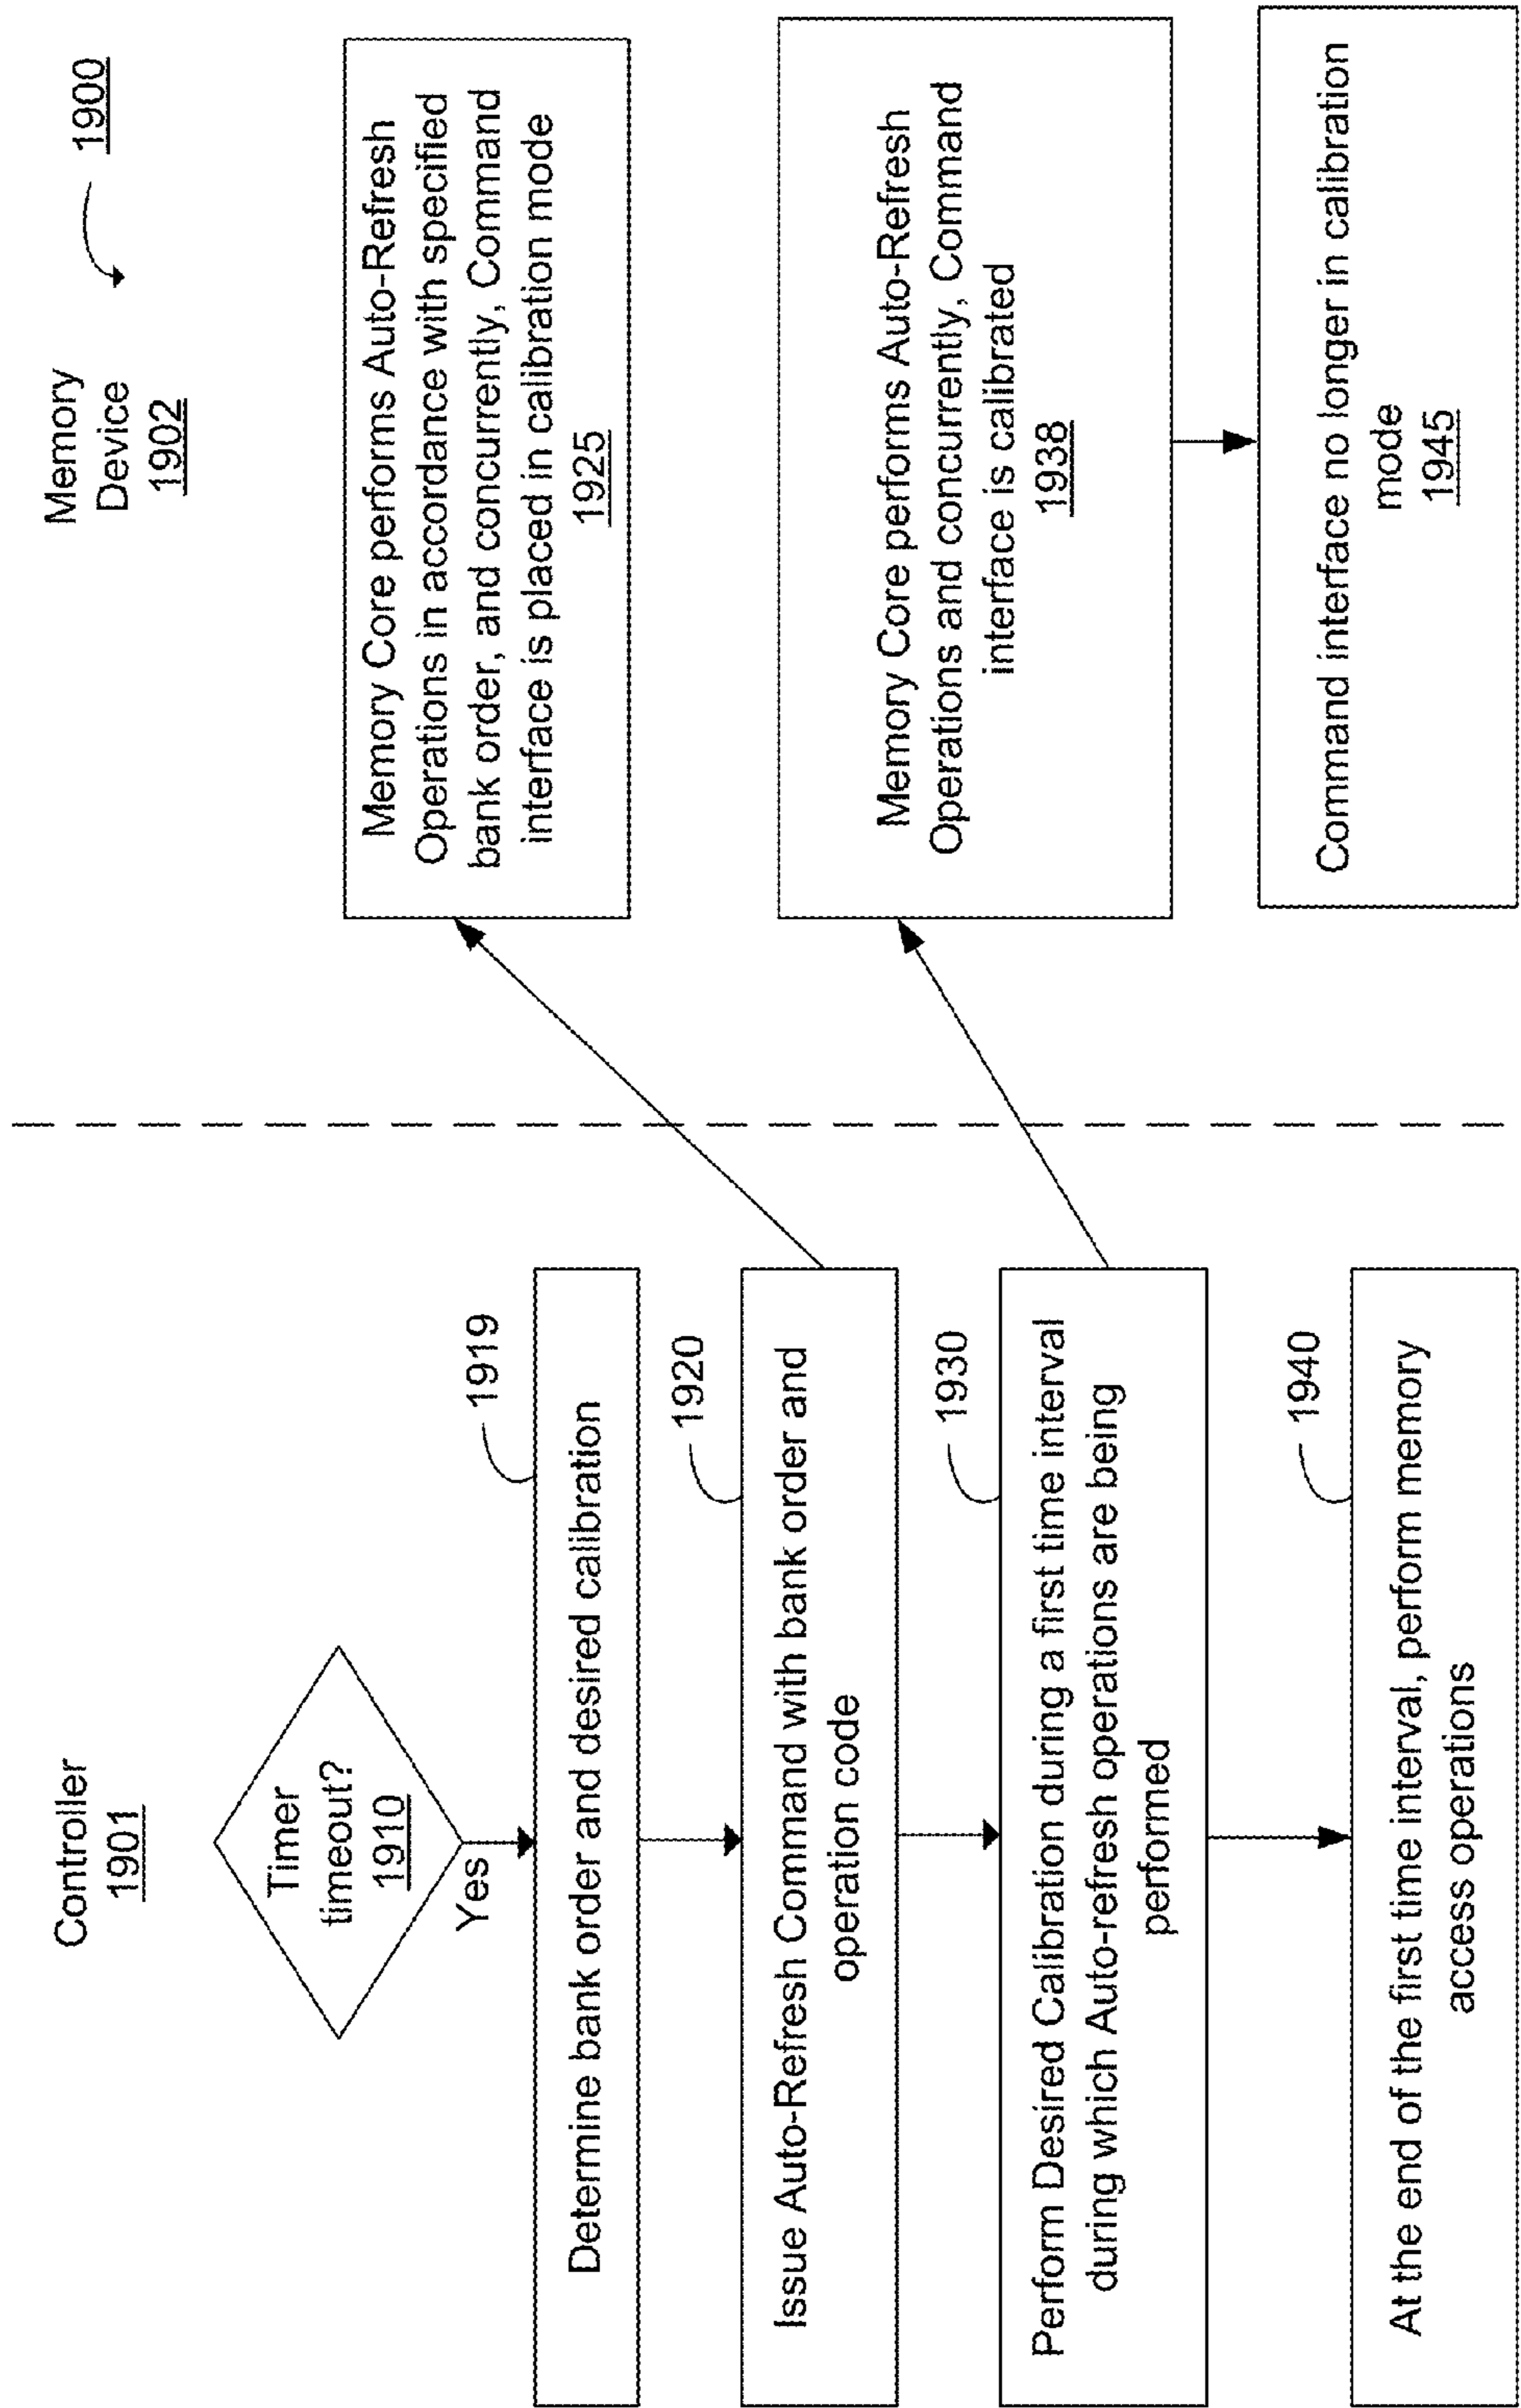 1900
Controller
1901
Memory
Device
1902
Timer
timeout?
1910
Yes
1919
Determine bank order and desired calibration
1920
Issue Auto-Refresh Command with bank order and
operation code
Memory Core performs Auto-Refresh
Operations in accordance with specified
bank order, and concurrently, Command
interface is placed in calibration mode
1925
1930
Perform Desired Calibration during a first time interval
during which Auto-refresh operations are being
performed
Memory Core performs Auto-Refresh
Operations and concurrently, Command
interface is calibrated
1938
1940
At the end of the first time interval, perform memory
access operations
Command interface no longer in calibration
mode
1945